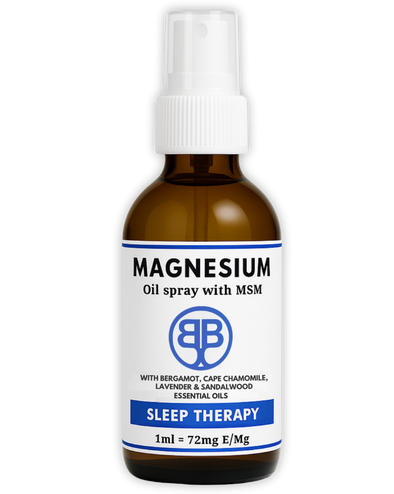 MAGNESIUM
Oil spray with MSM
BB
WITH BERGAMOT, CAPE CHAMOMILE,
LAVENDER & SANDALWOOD
ESSENTIAL OILS
SLEEP THERAPY
1ml = 72mg E/Mg